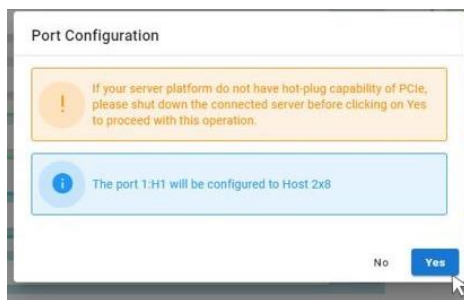 Port Configuration
If your server platform do not have hot-plug capability of PCIe,
please shut down the connected server before clicking on Yes
to proceed with this operation.
The port 1:H1 will be configured to Host 2x8
No
Yes